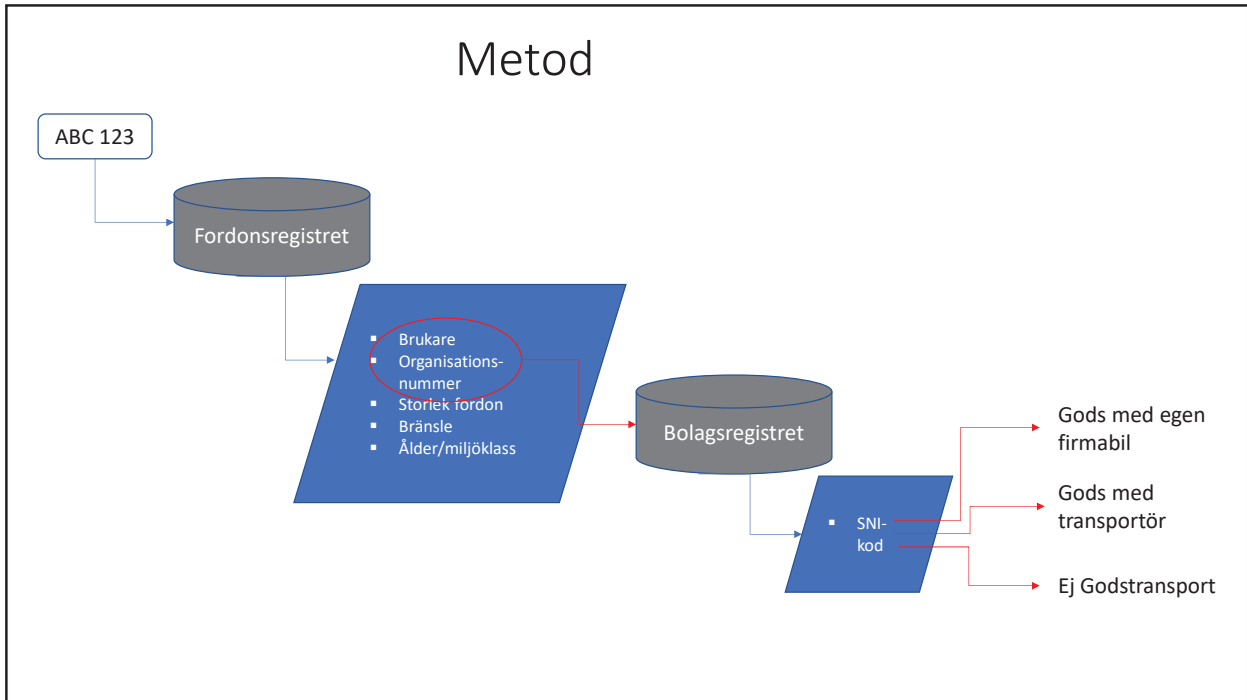 Metod
ABC 123
Fordonsregistret
▪ Brukare
▪ Organisations-
nummer
▪ Storlek fordon
▪ Bränsle
▪ Ålder/miljöklass
Bolagsregistret
▪ SNI-
kod
Gods med egen
firmabil
Gods med
transportör
Ej Godstransport